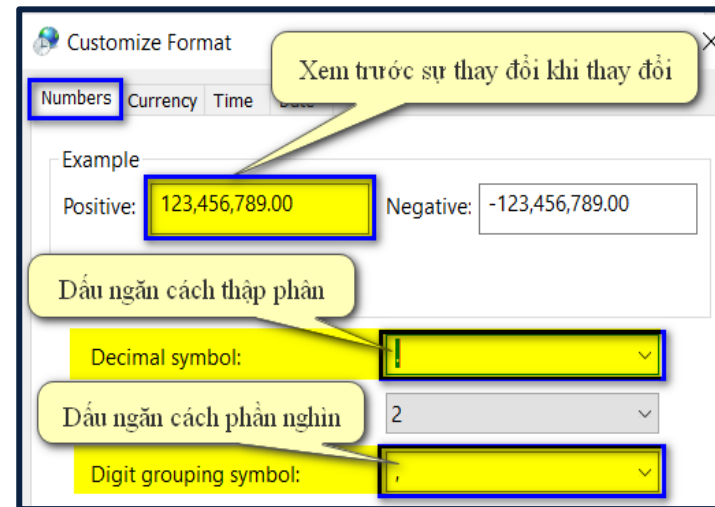 Customize Format
Xem trước sự thay đổi khi thay đổi
Numbers Currency Time
Example
Positive: 123,456,789.00 Negative: -123,456,789.00
Dấu ngăn cách thập phân
Decimal symbol: .
Dấu ngăn cách phần nghìn
2
Digit grouping symbol: ,